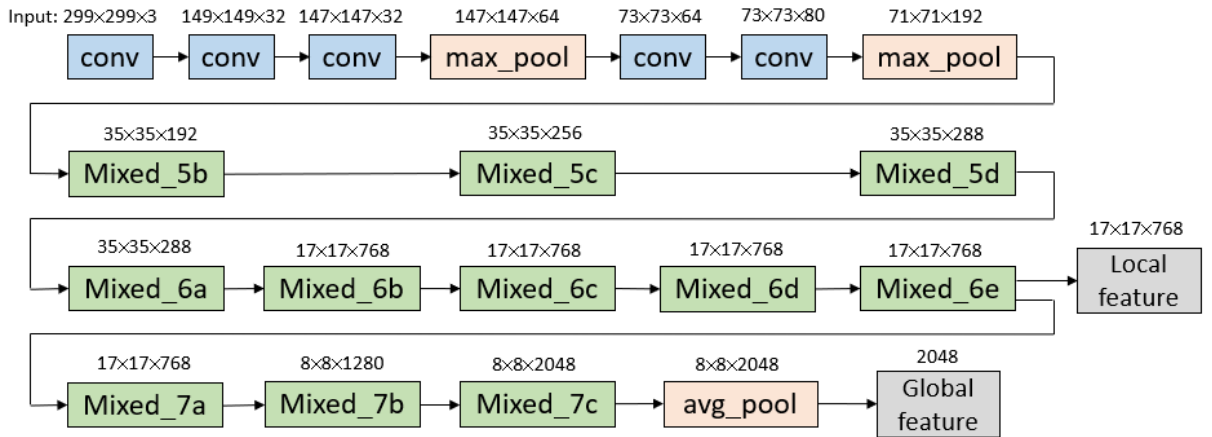 Input: 299×299×3 149×149×32 147×147×32 147×147×64 73×73×64 73×73×80 71×71×192
conv conv conv max_pool conv conv max_pool
35×35×192 35×35×256 35×35×288
Mixed_5b Mixed_5c Mixed_5d
35×35×288 17×17×768 17×17×768 17×17×768 17×17×768 17×17×768
Mixed_6a Mixed_6b Mixed_6c Mixed_6d Mixed_6e Local
feature
17×17×768 8×8×1280 8×8×2048 8×8×2048 2048
Mixed_7a Mixed_7b Mixed_7c avg_pool Global
feature